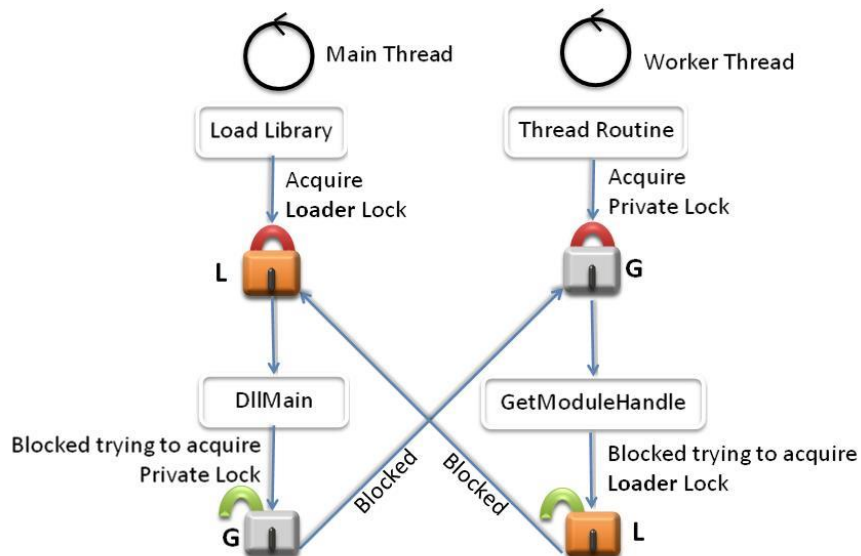 Main Thread
Worker Thread
Load Library
Thread Routine
Acquire
Loader Lock
Acquire
Private Lock
L
G
DllMain
GetModuleHandle
Blocked trying to acquire
Private Lock
Blocked
Blocked
Blocked trying to acquire
Loader Lock
G
L